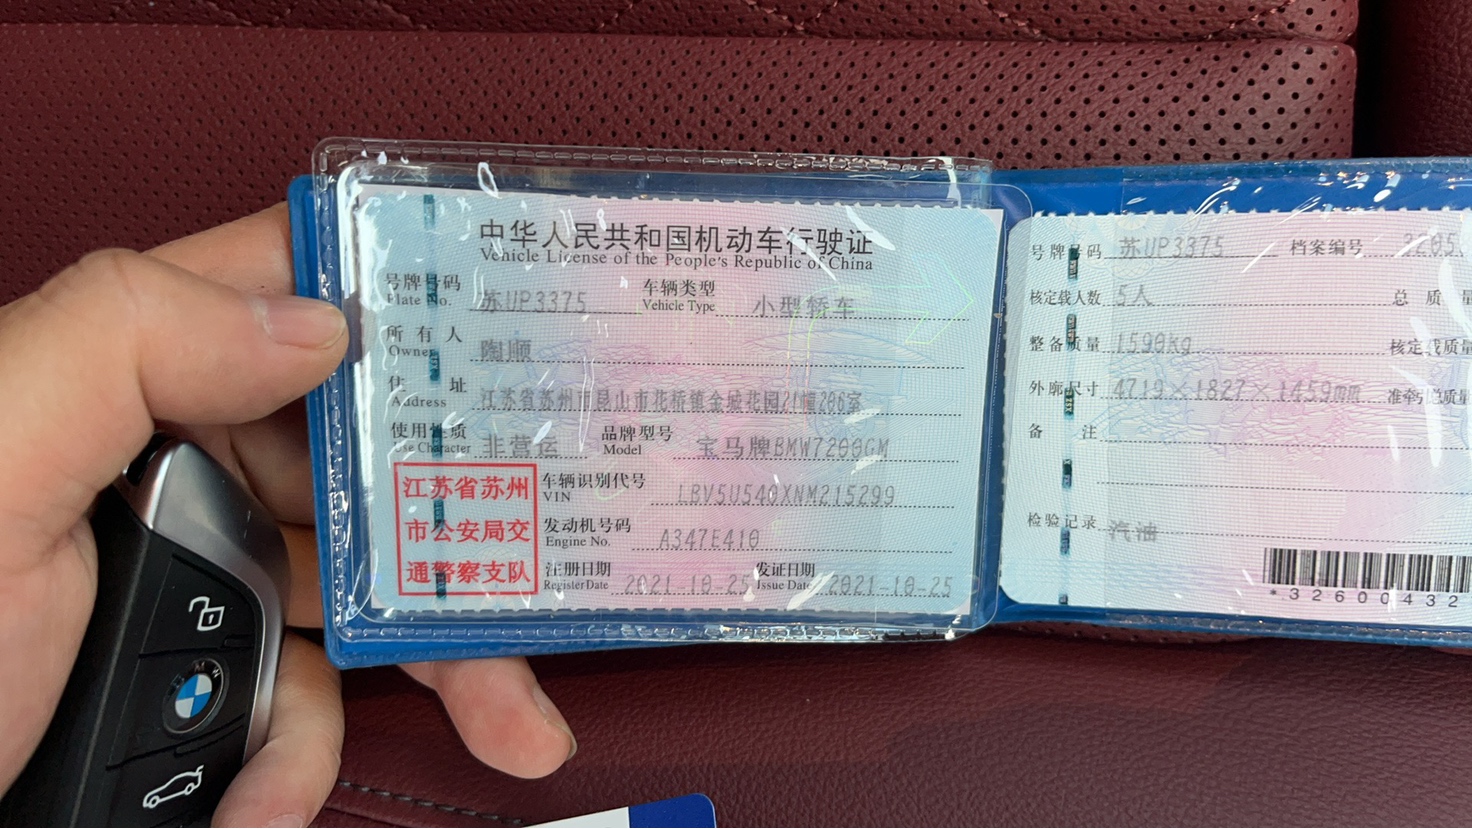 中华人民共和国机动车行驶证
Vehicle License of the People's Republic of China
号牌号码 苏UP3375 车辆类型 小型轿车
Plate No. Vehicle Type
所有人 陶顺
Owner
住址 江苏省苏州市昆山市花桥镇金城花园21幢206室
Address
使用性质 非营运 品牌型号 宝马牌BMW7200GM
Use Character Model
江苏省苏州
市公安局交
通警察支队
车辆识别代号 LBV5U540XNM215299
VIN
发动机号码 A347E410
Engine No.
注册日期 2021-10-25 发证日期 2021-10-25
Register Date Issue Date
号牌号码 苏UP3375 档案编号 3205
核定载人数 5人 总质量
整备质量 1590kg 核定载质量
外廓尺寸 4719×1827×1459mm 准牵引总质量
备注
检验记录 汽油
*32600432
BMW